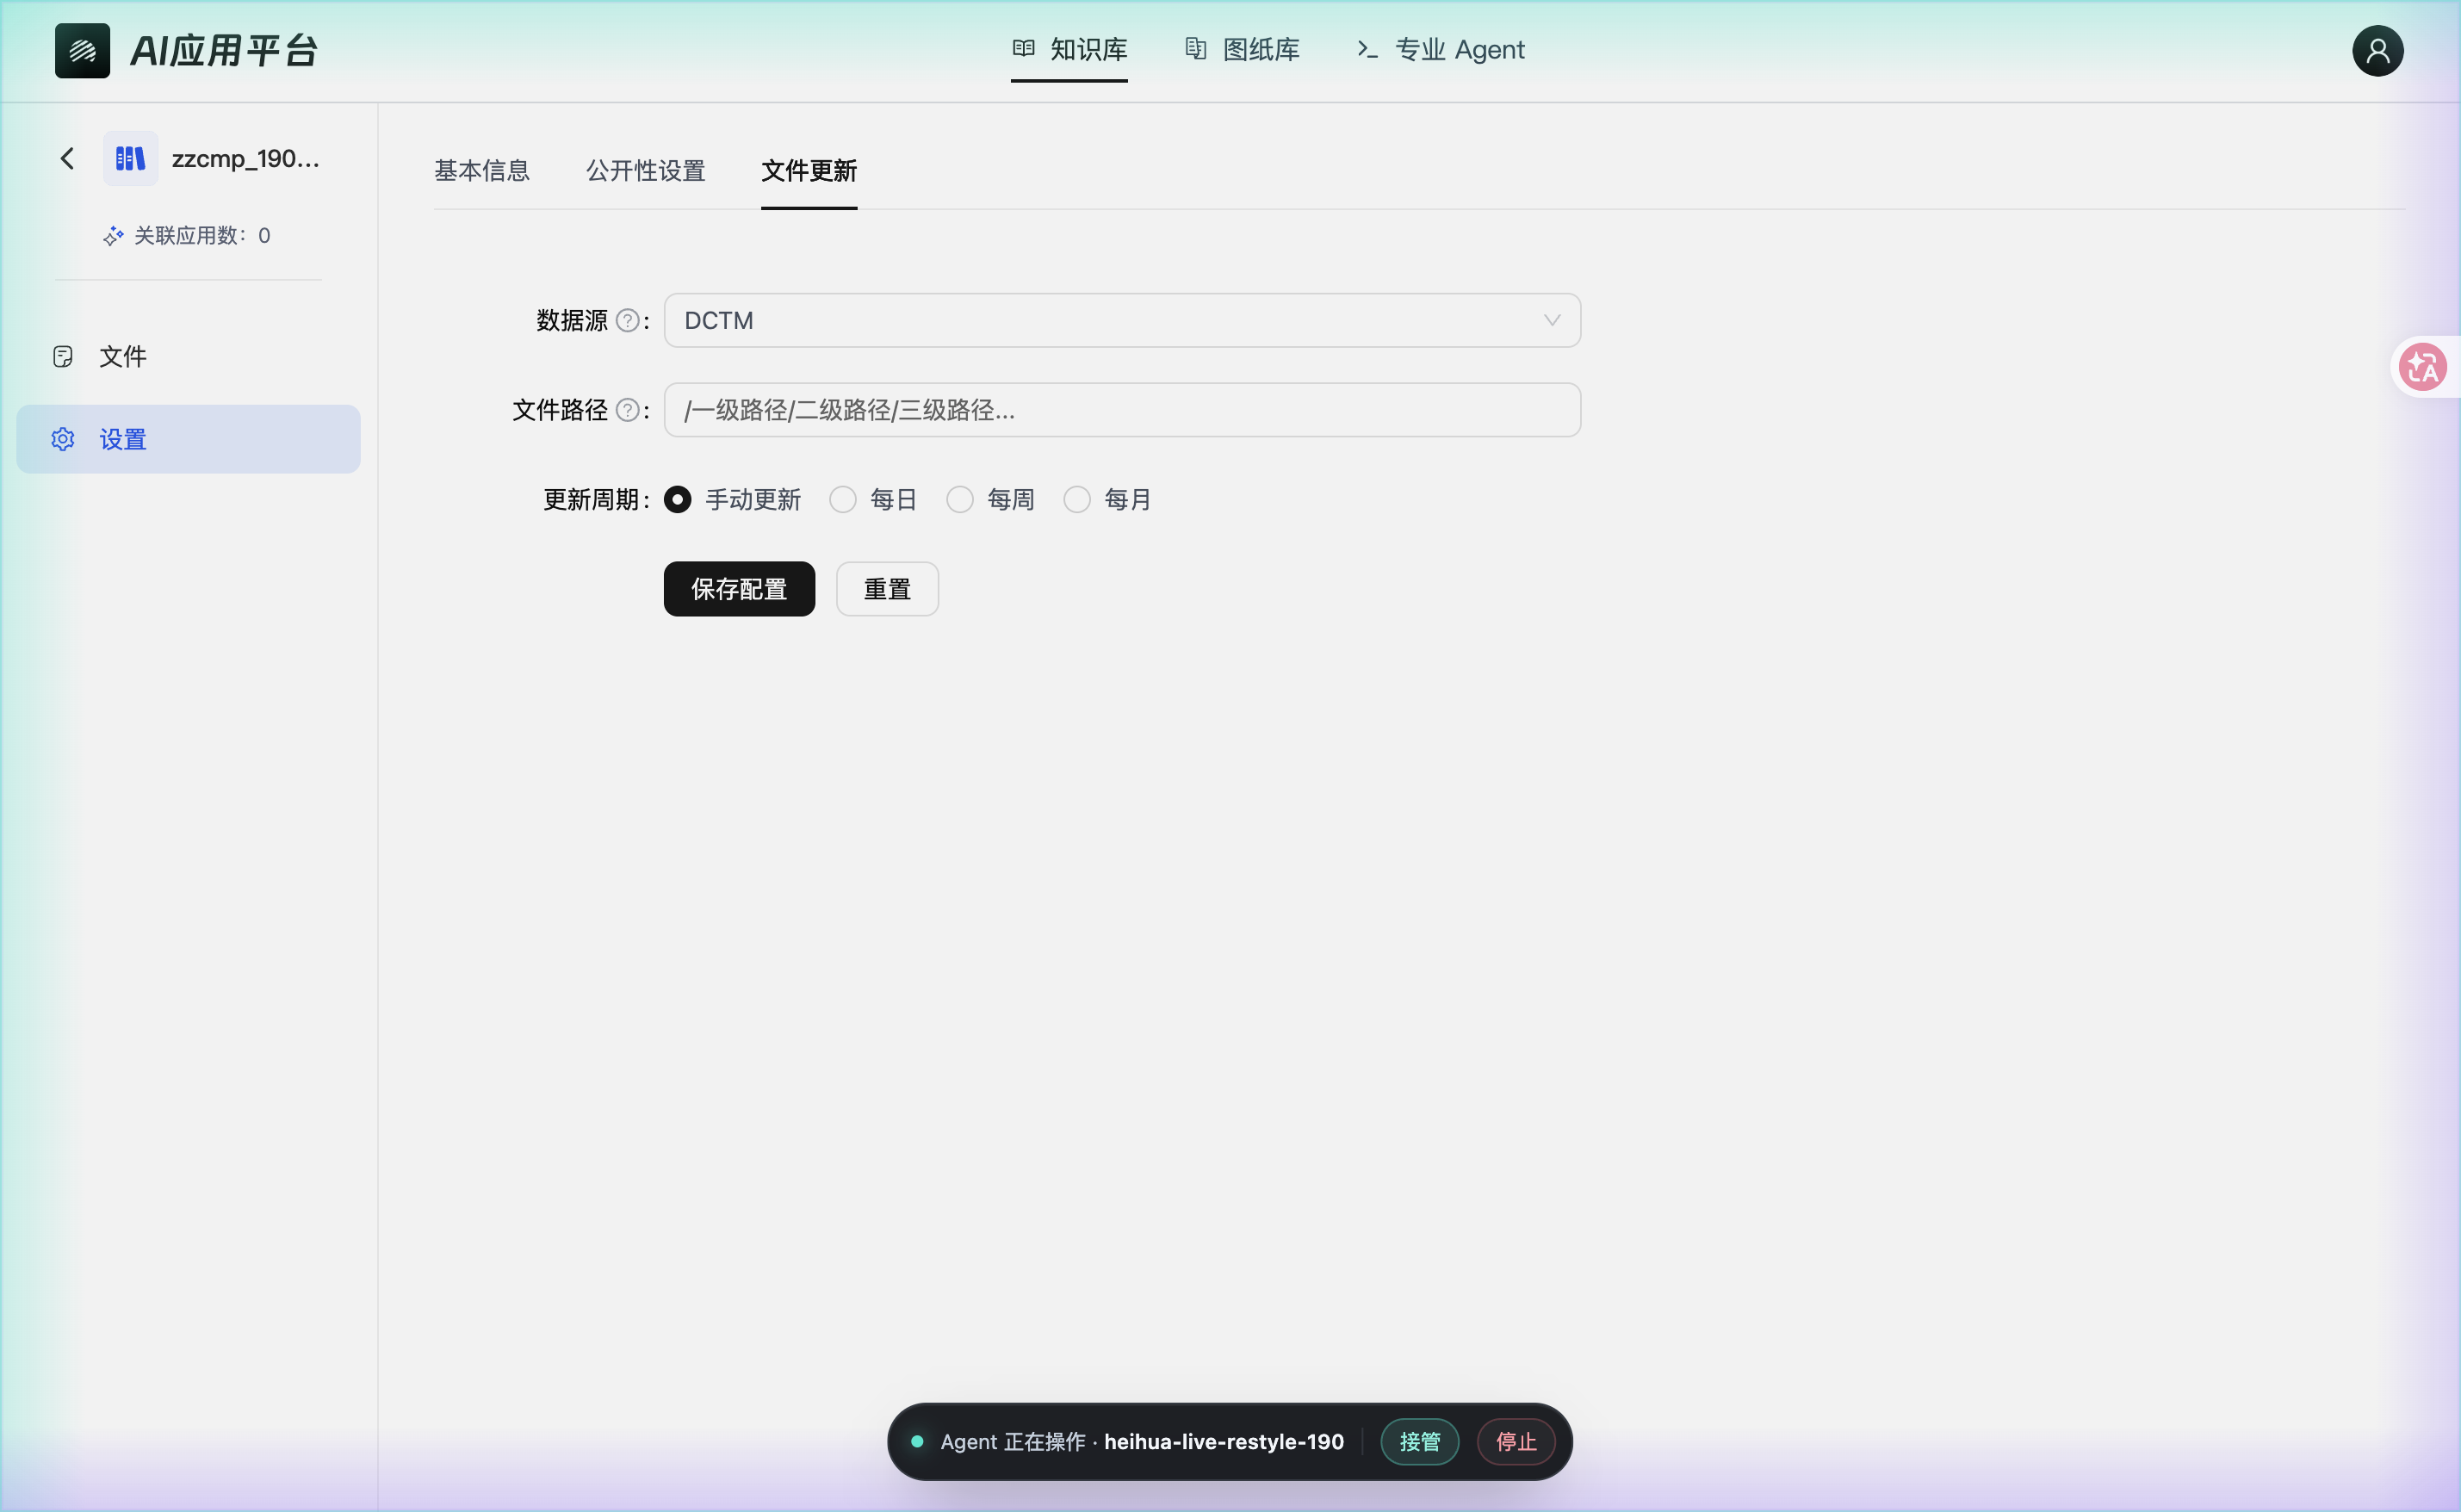 AI应用平台
知识库
图纸库
专业 Agent
zzcmp_190...
关联应用数：0
文件
设置
基本信息
公开性设置
文件更新
数据源 ? :
DCTM
文件路径 ? :
/一级路径/二级路径/三级路径...
更新周期 :
手动更新
每日
每周
每月
保存配置
重置
A
Agent 正在操作 · heihua-live-restyle-190
接管
停止